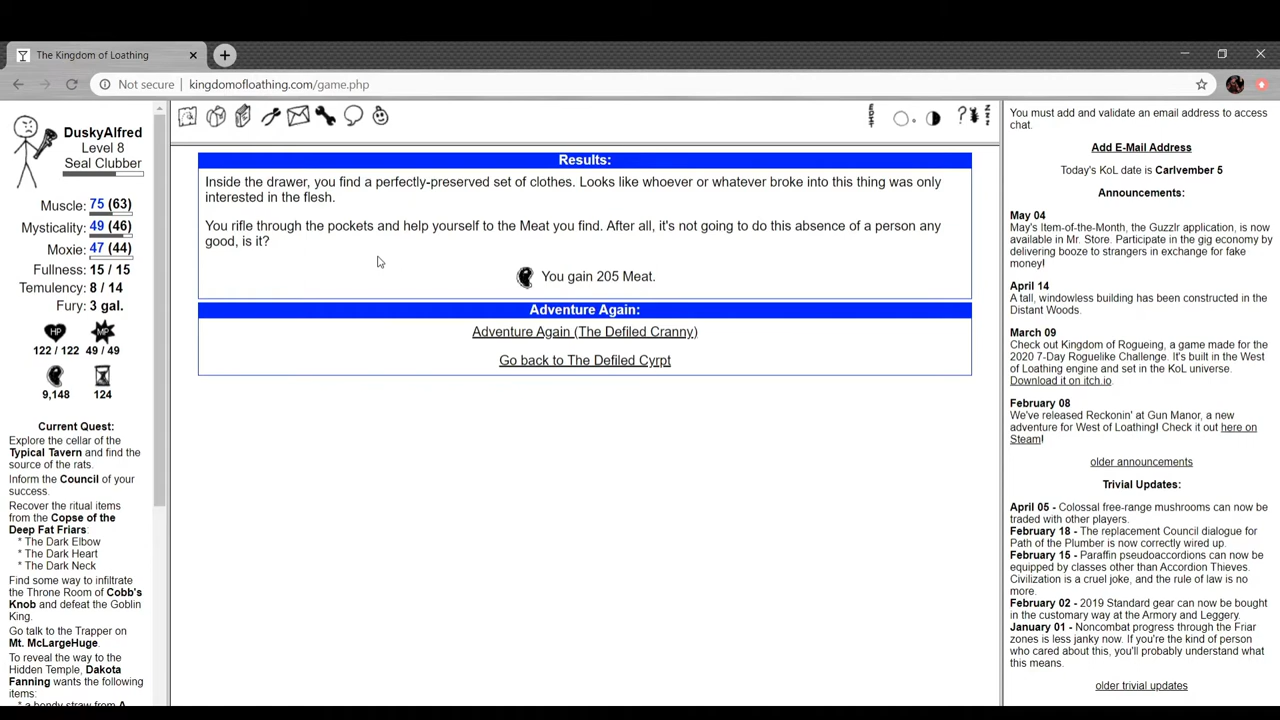 The Kingdom of Loathing
Not secure
kingdomofloathing.com/game.php
DuskyAlfred
Level 8
Seal Clubber
Muscle: 75 (63)
Mysticality: 49 (46)
Moxie: 47 (44)
Fullness: 15 / 15
Temulency: 8 / 14
Fury: 3 gal.
HP
MP
122 / 122
49 / 49
9,148
124
Current Quest:
Explore the cellar of the
Typical Tavern and find the
source of the rats.
Inform the Council of your
success.
Recover the ritual items
from the Copse of the
Deep Fat Friars:
* The Dark Elbow
* The Dark Heart
* The Dark Neck
Find some way to infiltrate
the Throne Room of Cobb's
Knob and defeat the Goblin
King.
Go talk to the Trapper on
Mt. McLargeHuge.
To reveal the way to the
Hidden Temple, Dakota
Fanning wants the following
items:
* a bendy straw from A
Results:
Inside the drawer, you find a perfectly-preserved set of clothes. Looks like whoever or whatever broke into this thing was only
interested in the flesh.
You rifle through the pockets and help yourself to the Meat you find. After all, it's not going to do this absence of a person any
good, is it?
You gain 205 Meat.
Adventure Again:
Adventure Again (The Defiled Cranny)
Go back to The Defiled Cyrpt
You must add and validate an email address to access
chat.
Add E-Mail Address
Today's KoL date is Carlvember 5
Announcements:
May 04
May's Item-of-the-Month, the Guzzlr application, is now
available in Mr. Store. Participate in the gig economy by
delivering booze to strangers in exchange for fake
money!
April 14
A tall, windowless building has been constructed in the
Distant Woods.
March 09
Check out Kingdom of Rogueing, a game made for the
2020 7-Day Roguelike Challenge. It's built in the West
of Loathing engine and set in the KoL universe.
Download it on itch.io.
February 08
We've released Reckonin' at Gun Manor, a new
adventure for West of Loathing! Check it out here on
Steam!
older announcements
Trivial Updates:
April 05 - Colossal free-range mushrooms can now be
traded with other players.
February 18 - The replacement Council dialogue for
Path of the Plumber is now correctly wired up.
February 15 - Paraffin pseudoaccordions can now be
equipped by classes other than Accordion Thieves.
Civilization is a cruel joke, and the rule of law is no
more.
February 02 - 2019 Standard gear can now be bought
in the customary way at the Armory and Leggery.
January 01 - Noncombat progress through the Friar
zones is less janky now. If you're the kind of person
who cared about this, you'll probably understand what
this means.
older trivial updates